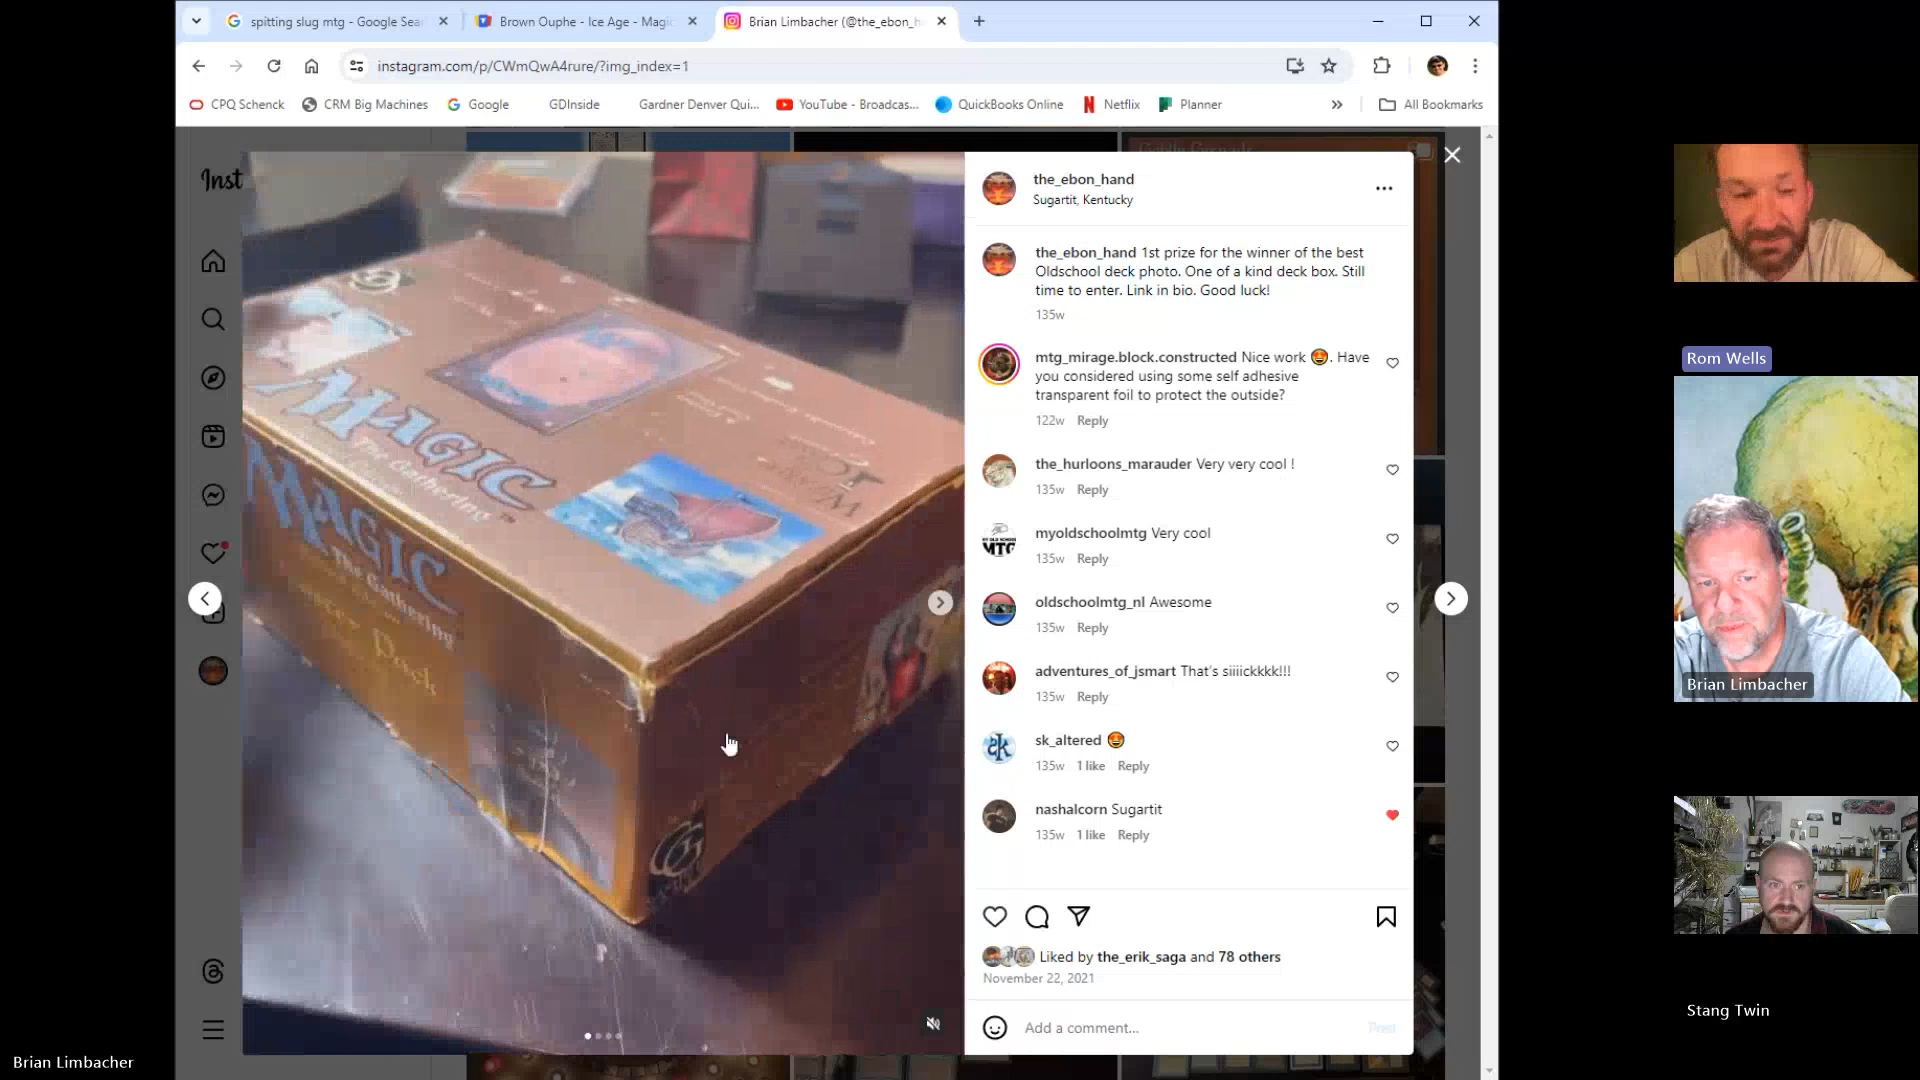 spitting slug mtg - Google Sear
Brown Ouphe - Ice Age - Magic
Brian Limbacher (@the_ebon_h
instagram.com/p/CWmQwA4rure/?img_index=1
CPQ Schenck
CRM Big Machines
Google
GDInside
Gardner Denver Qui...
YouTube - Broadcas...
QuickBooks Online
Netflix
Planner
All Bookmarks
Inst
the_ebon_hand
Sugartit, Kentucky
the_ebon_hand 1st prize for the winner of the best
Oldschool deck photo. One of a kind deck box. Still
time to enter. Link in bio. Good luck!
135w
mtg_mirage.block.constructed Nice work 🤩. Have
you considered using some self adhesive
transparent foil to protect the outside?
122w Reply
the_hurloons_marauder Very very cool !
135w Reply
myoldschoolmtg Very cool
135w Reply
oldschoolmtg_nl Awesome
135w Reply
adventures_of_jsmart That's siiiickkkk!!!
135w Reply
sk_altered 🤩
135w 1 like Reply
nashalcorn Sugartit
135w 1 like Reply
Liked by the_erik_saga and 78 others
November 22, 2021
Add a comment...
Post
MAGIC
The Gathering
MAGIC
The Gathering
Pack
Rom Wells
Brian Limbacher
Stang Twin
Brian Limbacher